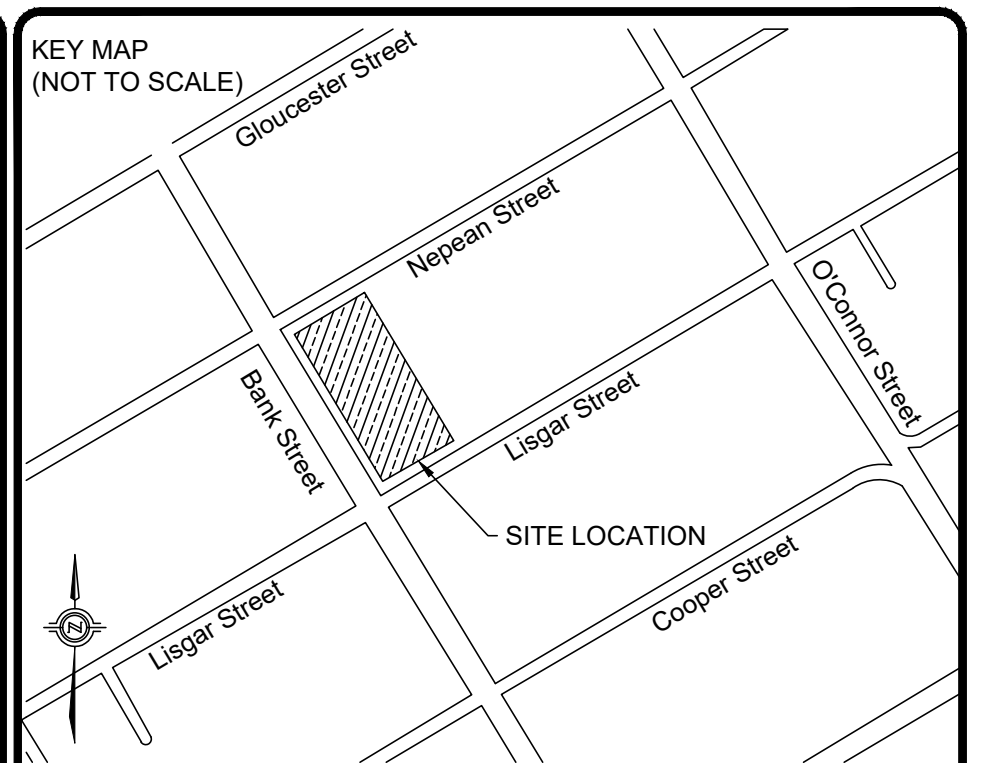 KEY MAP
(NOT TO SCALE)
Gloucester Street
Nepean Street
O'Connor Street
Bank Street
Lisgar Street
SITE LOCATION
Cooper Street
Lisgar Street
Z